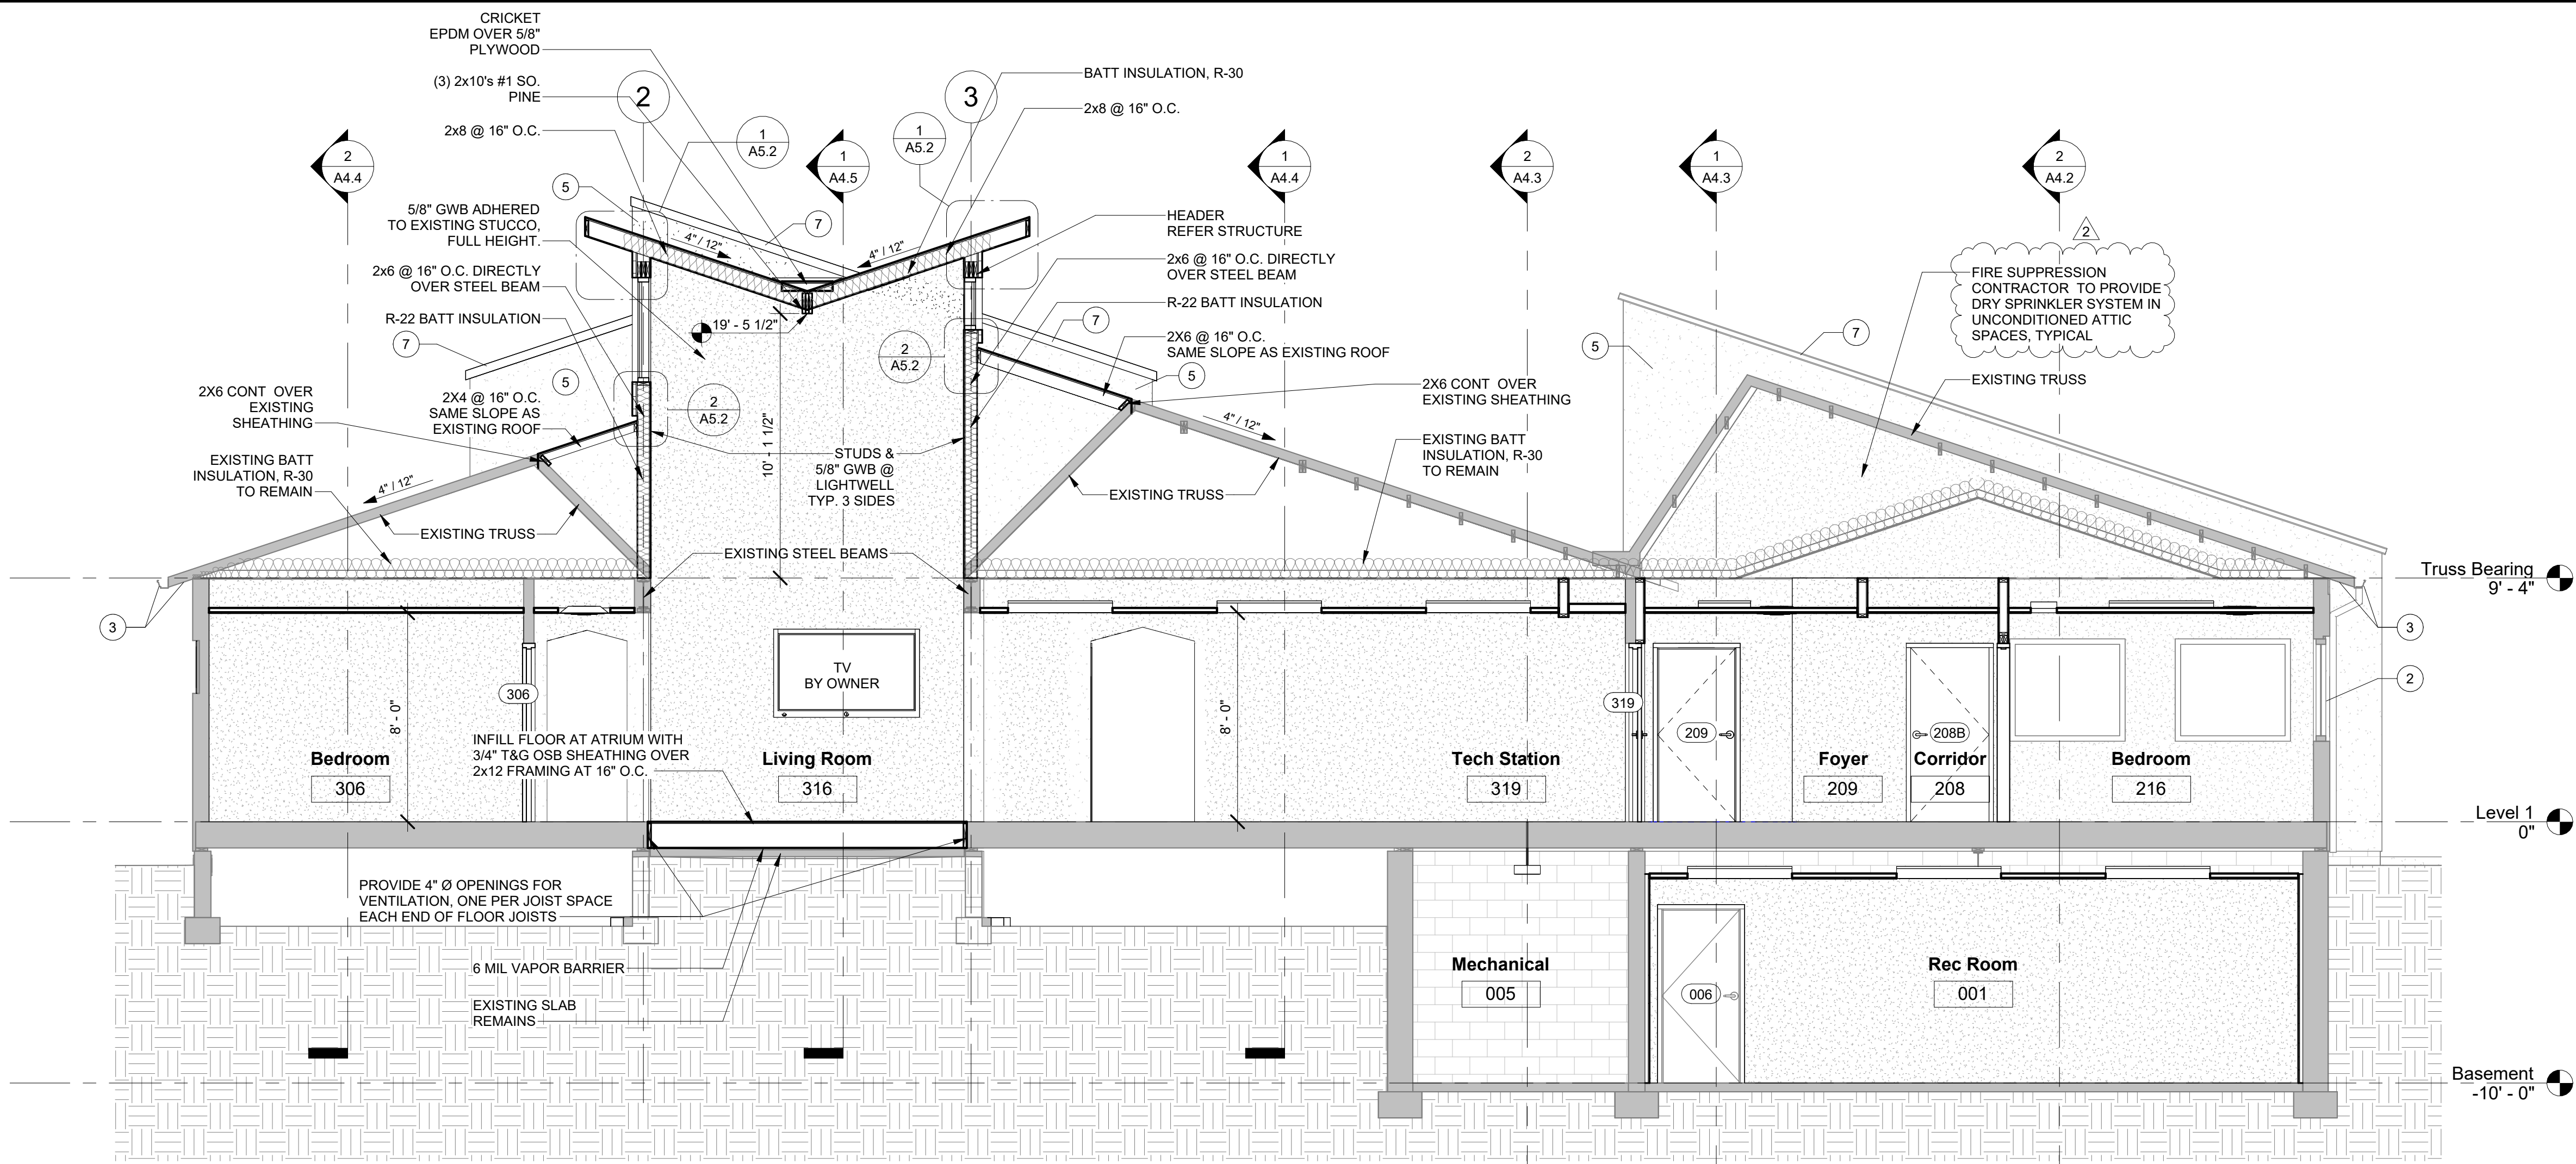 CRICKET
EPDM OVER 5/8"
PLYWOOD
(3) 2x10's #1 SO.
PINE
2x8 @ 16" O.C.
2
3
BATT INSULATION, R-30
2x8 @ 16" O.C.
1
A5.2
1
A5.2
2
A4.4
1
A4.5
1
A4.4
2
A4.3
1
A4.3
2
A4.2
5
7
5/8" GWB ADHERED
TO EXISTING STUCCO,
FULL HEIGHT.
4" / 12"
4" / 12"
HEADER
REFER STRUCTURE
2
FIRE SUPPRESSION
CONTRACTOR TO PROVIDE
DRY SPRINKLER SYSTEM IN
UNCONDITIONED ATTIC
SPACES, TYPICAL
2x6 @ 16" O.C. DIRECTLY
OVER STEEL BEAM
2x6 @ 16" O.C. DIRECTLY
OVER STEEL BEAM
R-22 BATT INSULATION
R-22 BATT INSULATION
19' - 5 1/2"
7
7
7
5
2
A5.2
2X6 @ 16" O.C.
SAME SLOPE AS EXISTING ROOF
5
5
EXISTING TRUSS
2X6 CONT OVER
EXISTING
SHEATHING
2X4 @ 16" O.C.
SAME SLOPE AS
EXISTING ROOF
2
A5.2
2X6 CONT OVER
EXISTING SHEATHING
10' - 1 1/2"
4" / 12"
STUDS &
5/8" GWB @
LIGHTWELL
TYP. 3 SIDES
EXISTING BATT
INSULATION, R-30
TO REMAIN
EXISTING BATT
INSULATION, R-30
TO REMAIN
4" / 12"
EXISTING TRUSS
EXISTING TRUSS
EXISTING STEEL BEAMS
Truss Bearing
9' - 4"
3
3
TV
BY OWNER
306
319
2
8' - 0"
8' - 0"
209
208B
INFILL FLOOR AT ATRIUM WITH
3/4" T&G OSB SHEATHING OVER
2x12 FRAMING AT 16" O.C.
Bedroom
306
Living Room
316
Tech Station
319
Foyer
209
Corridor
208
Bedroom
216
Level 1
0"
PROVIDE 4" Ø OPENINGS FOR
VENTILATION, ONE PER JOIST SPACE
EACH END OF FLOOR JOISTS
6 MIL VAPOR BARRIER
EXISTING SLAB
REMAINS
Mechanical
005
006
Rec Room
001
Basement
-10' - 0"